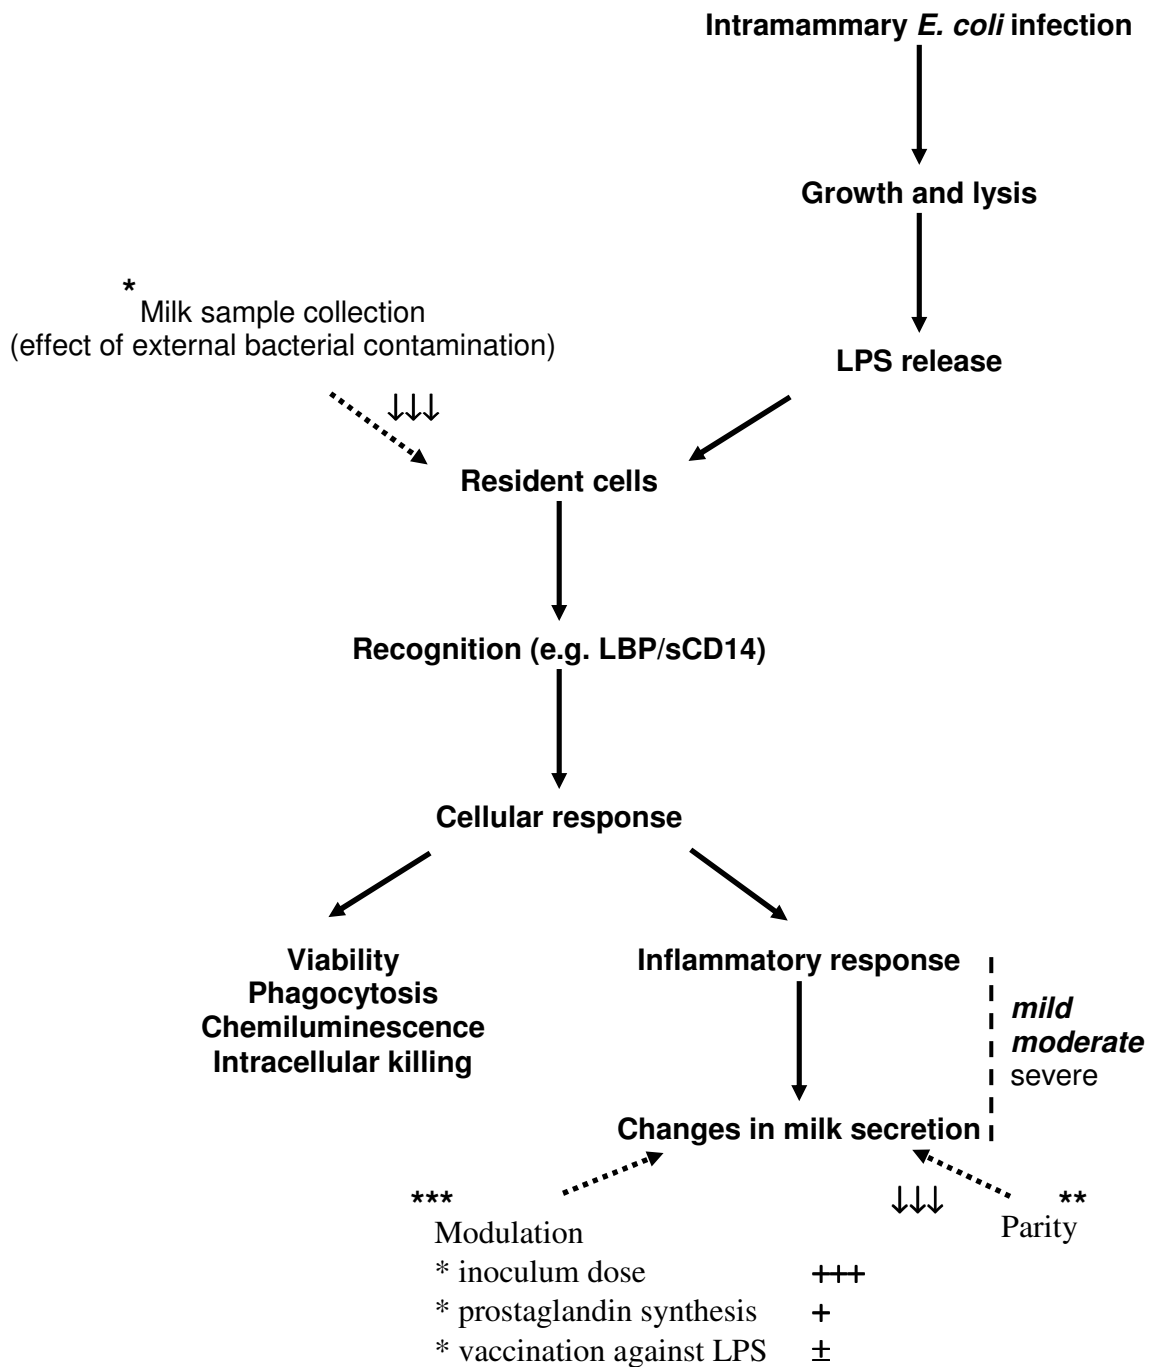 Intramammary E. coli infection
Growth and lysis
*
Milk sample collection
(effect of external bacterial contamination)
LPS release
↓↓↓
Resident cells
Recognition (e.g. LBP/sCD14)
Cellular response
Viability
Phagocytosis
Chemiluminescence
Intracellular killing
Inflammatory response
mild
moderate
severe
Changes in milk secretion
***
Modulation
* inoculum dose +++
* prostaglandin synthesis +
* vaccination against LPS ±
↓↓↓
**
Parity